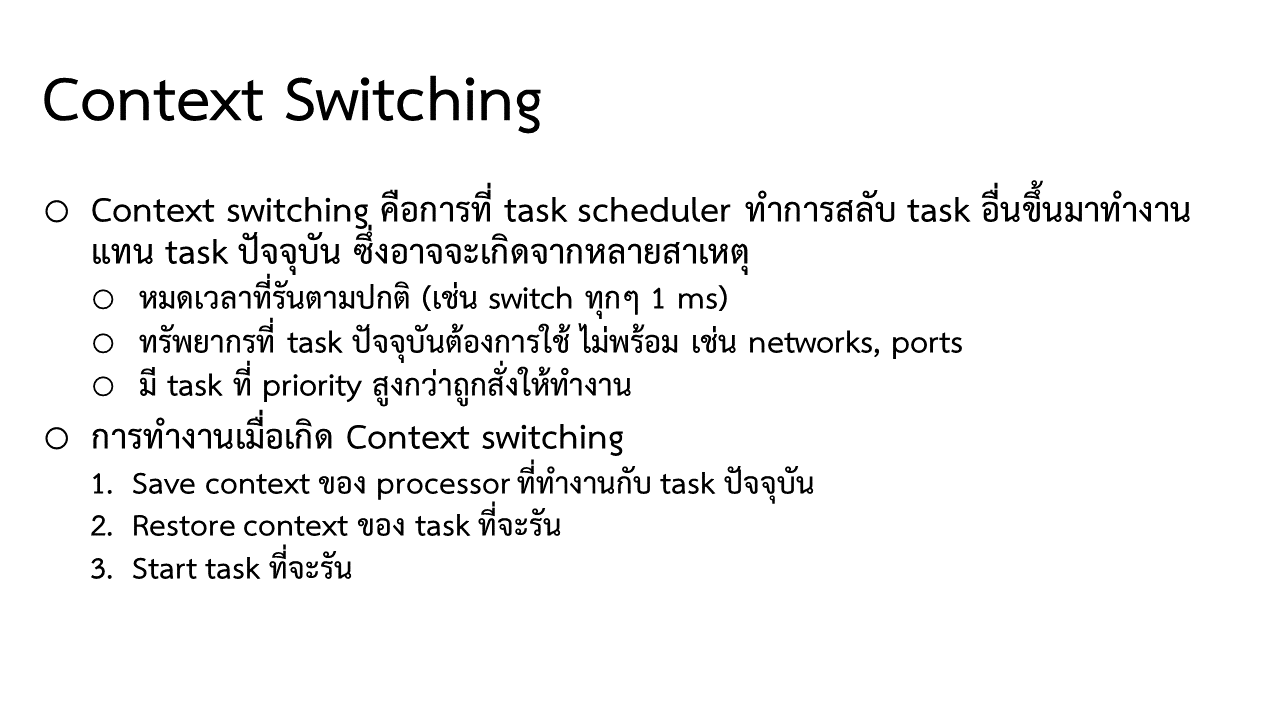 Context Switching
○ Context switching คือการที่ task scheduler ทำการสลับ task อื่นขึ้นมาทำงาน
แทน task ปัจจุบัน ซึ่งอาจจะเกิดจากหลายสาเหตุ
○ หมดเวลาที่รันตามปกติ (เช่น switch ทุกๆ 1 ms)
○ ทรัพยากรที่ task ปัจจุบันต้องการใช้ ไม่พร้อม เช่น networks, ports
○ มี task ที่ priority สูงกว่าถูกสั่งให้ทำงาน
○ การทำงานเมื่อเกิด Context switching
1. Save context ของ processor ที่ทำงานกับ task ปัจจุบัน
2. Restore context ของ task ที่จะรัน
3. Start task ที่จะรัน